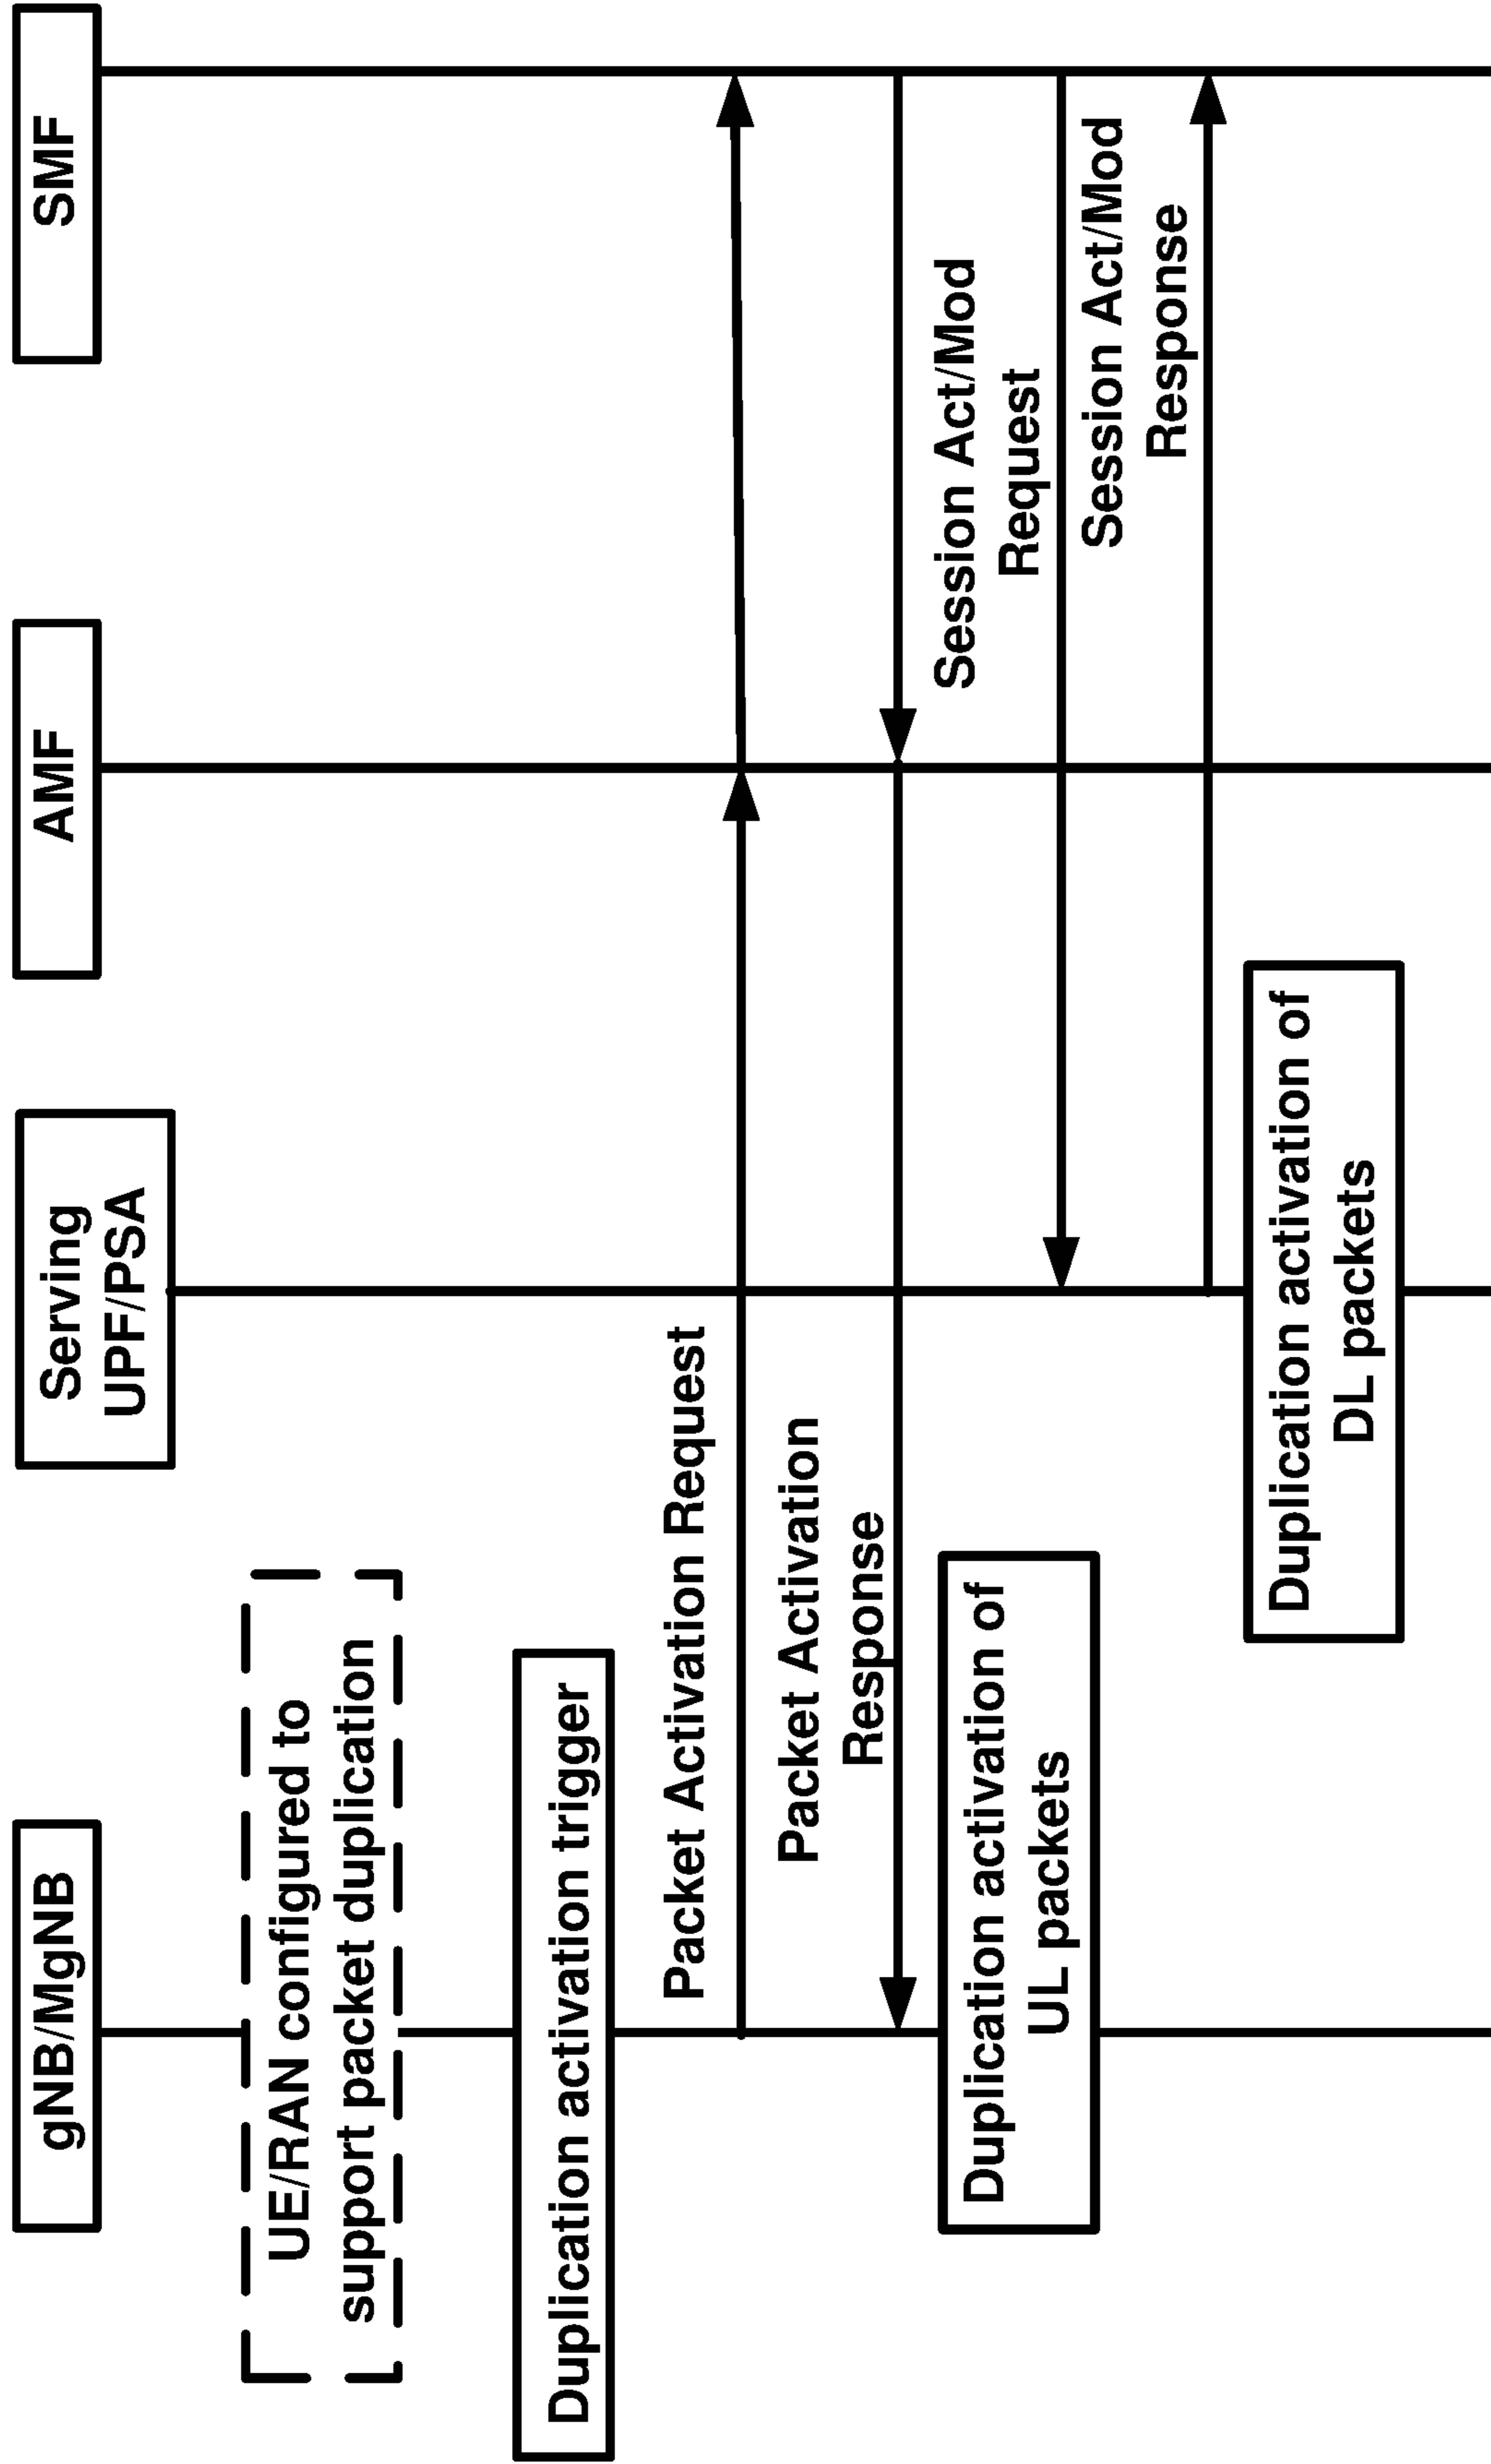 gNB/MgNB
Serving
UPF/PSA
AMF
SMF
UE/RAN configured to
support packet duplication
Duplication activation trigger
Packet Activation Request
Packet Activation
Response
Session Act/Mod
Request
Duplication activation of
UL packets
Session Act/Mod
Response
Duplication activation of
DL packets